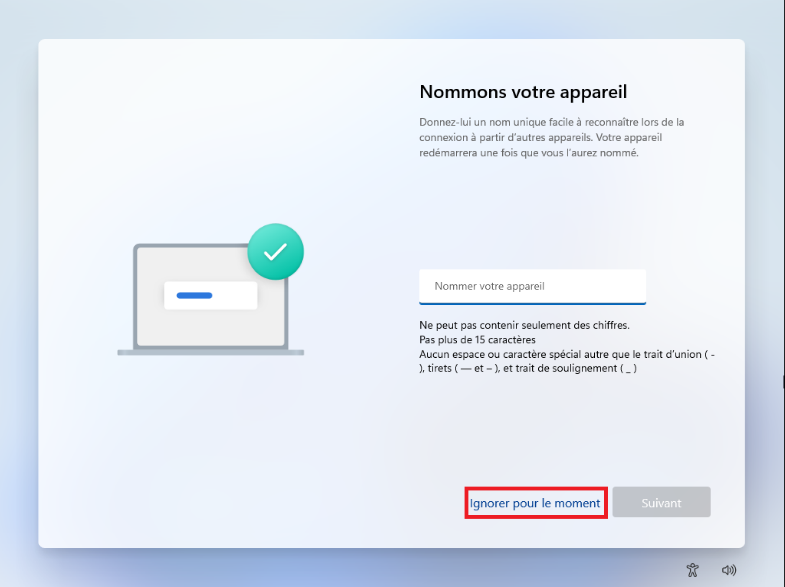 Nommons votre appareil
Donnez-lui un nom unique facile à reconnaître lors de la
connexion à partir d'autres appareils. Votre appareil
redémarrera une fois que vous l'aurez nommé.
Nommer votre appareil
Ne peut pas contenir seulement des chiffres.
Pas plus de 15 caractères
Aucun espace ou caractère spécial autre que le trait d'union ( -
), tirets ( — et – ), et trait de soulignement ( _ )
Ignorer pour le moment
Suivant